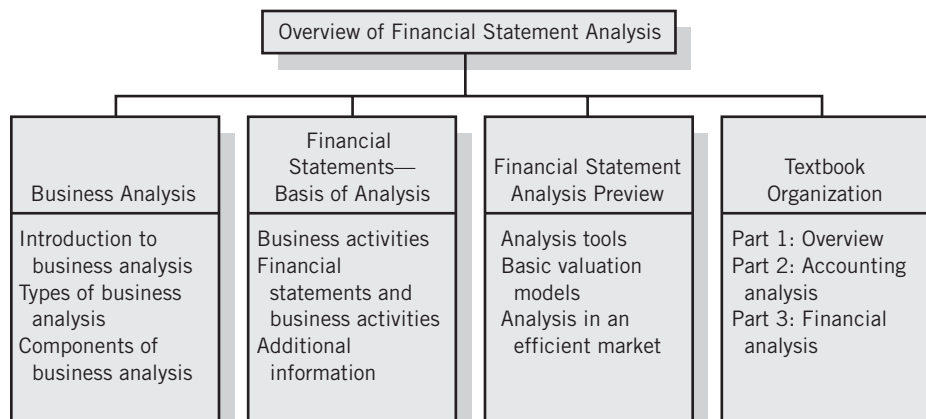 Overview of Financial Statement Analysis
Business Analysis
Introduction to
business analysis
Types of business
analysis
Components of
business analysis
Financial
Statements—
Basis of Analysis
Business activities
Financial
statements and
business activities
Additional
information
Financial Statement
Analysis Preview
Analysis tools
Basic valuation
models
Analysis in an
efficient market
Textbook
Organization
Part 1: Overview
Part 2: Accounting
analysis
Part 3: Financial
analysis